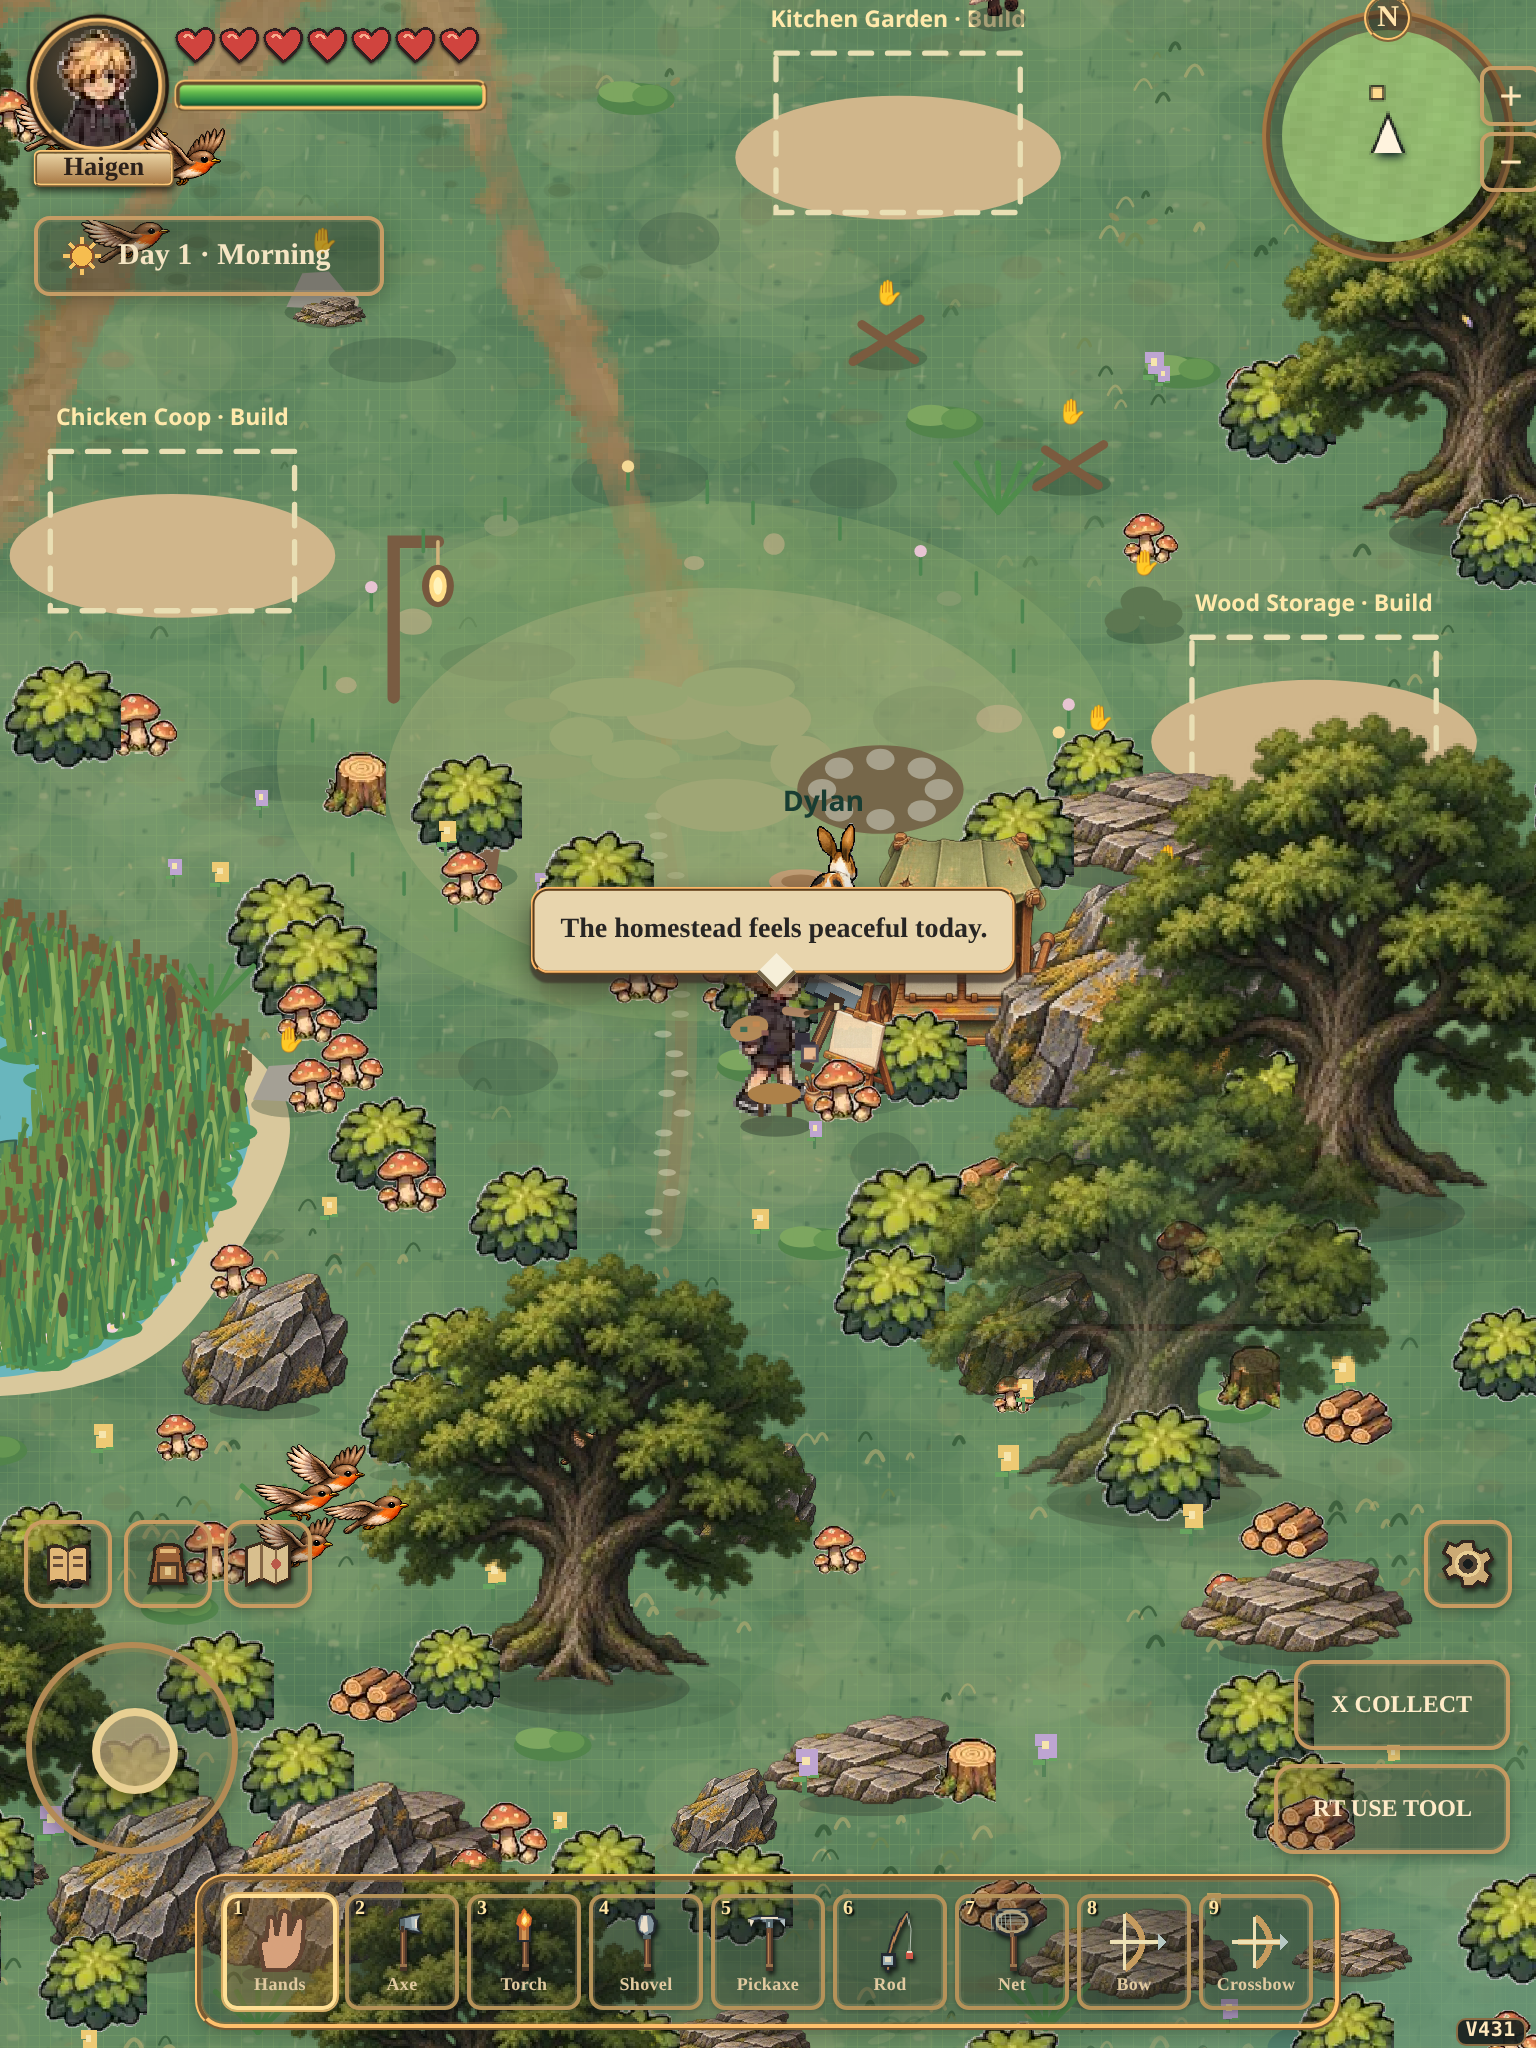 Kitchen Garden · Build
N
+
Haigen
−
Day 1 · Morning
Chicken Coop · Build
Wood Storage · Build
Dylan
The homestead feels peaceful today.
X COLLECT
RT USE TOOL
1 Hands
2 Axe
3 Torch
4 Shovel
5 Pickaxe
6 Rod
7 Net
8 Bow
9 Crossbow
V431